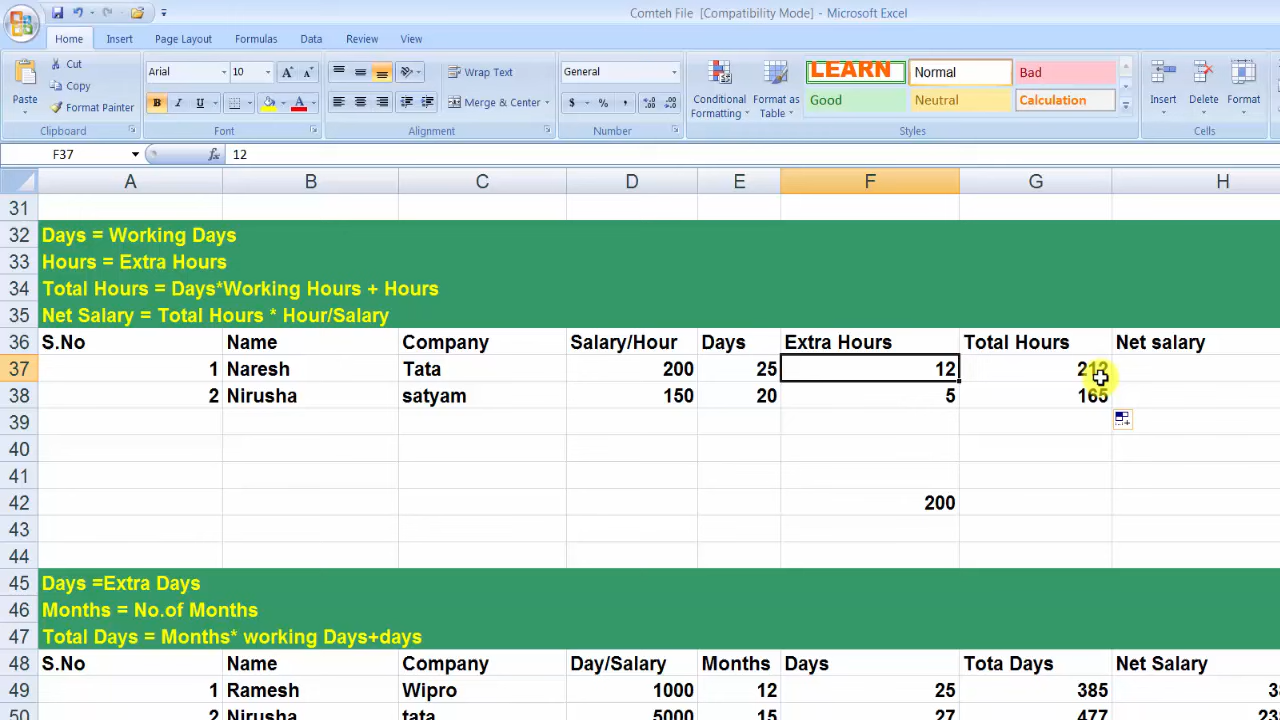 Comteh File [Compatibility Mode] - Microsoft Excel
Home Insert Page Layout Formulas Data Review View
Cut
Copy
Format Painter
Paste
Clipboard
Arial 10
B I U
Font
Wrap Text
Merge & Center
Alignment
General
$ % ,
Number
Conditional Formatting
Format as Table
LEARN Normal Bad
Good Neutral Calculation
Styles
Insert Delete Format
Cells
F37 fx 12
A B C D E F G H
31
32 Days = Working Days
33 Hours = Extra Hours
34 Total Hours = Days*Working Hours + Hours
35 Net Salary = Total Hours * Hour/Salary
36 S.No Name Company Salary/Hour Days Extra Hours Total Hours Net salary
37 1 Naresh Tata 200 25 12 212
38 2 Nirusha satyam 150 20 5 165
39
40
41
42 200
43
44
45 Days =Extra Days
46 Months = No.of Months
47 Total Days = Months* working Days+days
48 S.No Name Company Day/Salary Months Days Tota Days Net Salary
49 1 Ramesh Wipro 1000 12 25 385
50 2 Nirusha tata 5000 15 27 477